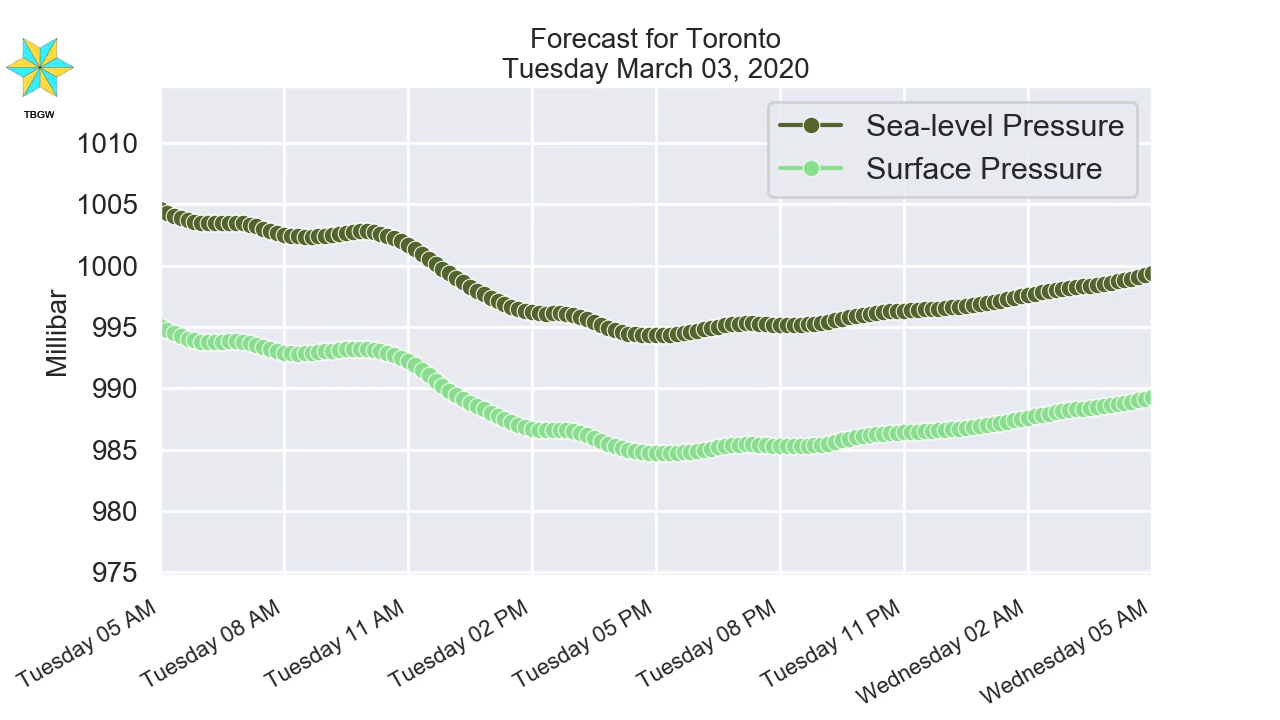 Forecast for Toronto
Tuesday March 03, 2020
TBGW
Sea-level Pressure
Surface Pressure
Millibar
1010
1005
1000
995
990
985
980
975
Tuesday 05 AM
Tuesday 08 AM
Tuesday 11 AM
Tuesday 02 PM
Tuesday 05 PM
Tuesday 08 PM
Tuesday 11 PM
Wednesday 02 AM
Wednesday 05 AM